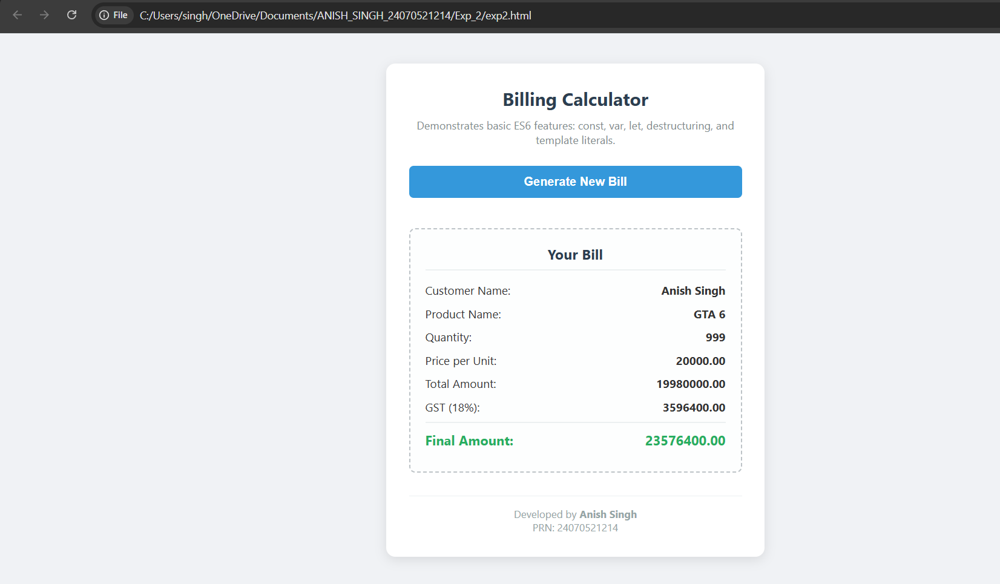 File C:/Users/singh/OneDrive/Documents/ANISH_SINGH_24070521214/Exp_2/exp2.html
Billing Calculator
Demonstrates basic ES6 features: const, var, let, destructuring, and
template literals.
Generate New Bill
Your Bill
Customer Name: Anish Singh
Product Name: GTA 6
Quantity: 999
Price per Unit: 20000.00
Total Amount: 19980000.00
GST (18%): 3596400.00
Final Amount: 23576400.00
Developed by Anish Singh
PRN: 24070521214